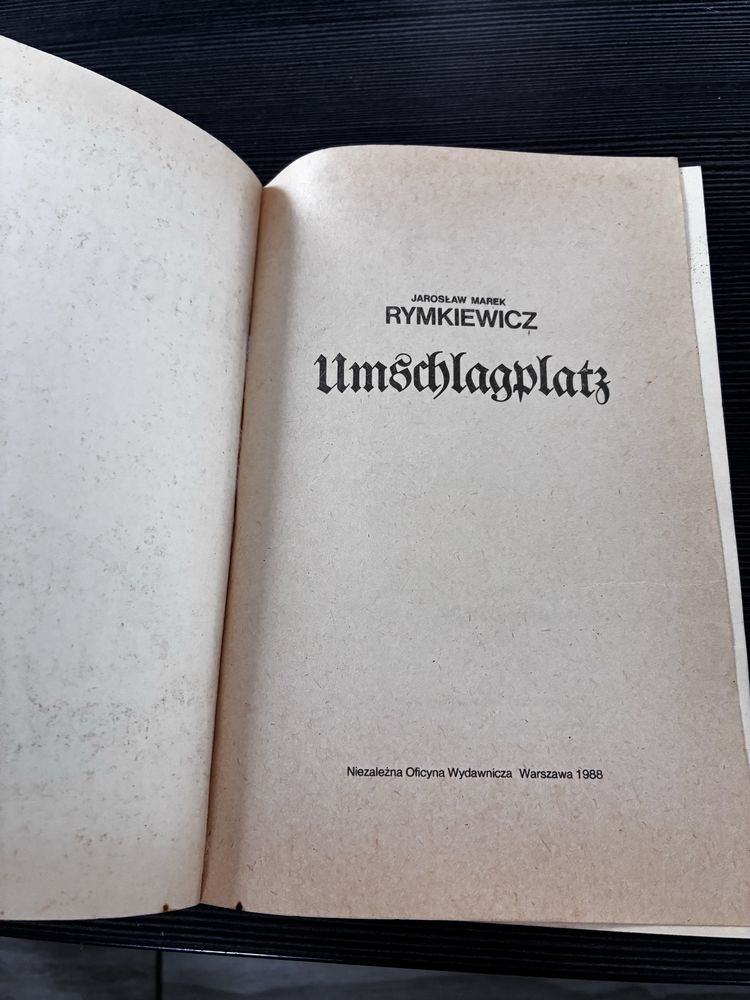 JAROSŁAW MAREK
RYMKIEWICZ
Umschlagplatz
Niezależna Oficyna Wydawnicza Warszawa 1988